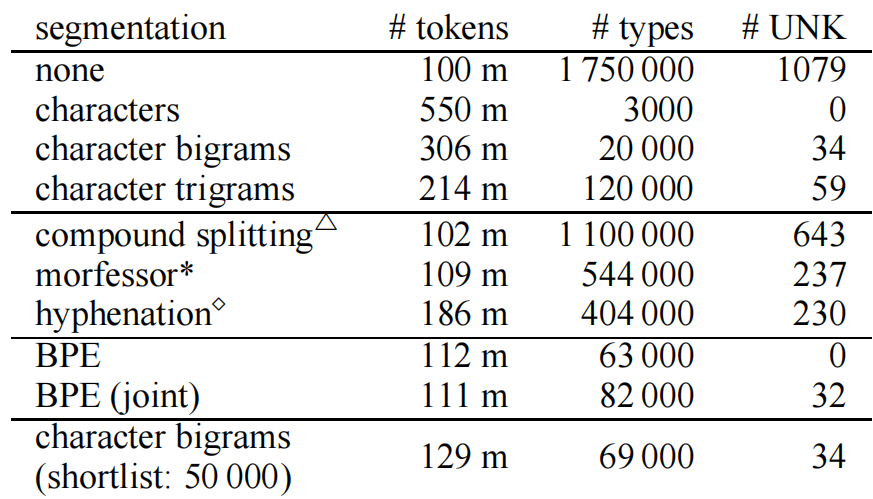 segmentation # tokens # types # UNK
none 100 m 1 750 000 1079
characters 550 m 3000 0
character bigrams 306 m 20 000 34
character trigrams 214 m 120 000 59
compound splitting△ 102 m 1 100 000 643
morfessor* 109 m 544 000 237
hyphenation⋄ 186 m 404 000 230
BPE 112 m 63 000 0
BPE (joint) 111 m 82 000 32
character bigrams
(shortlist: 50 000) 129 m 69 000 34